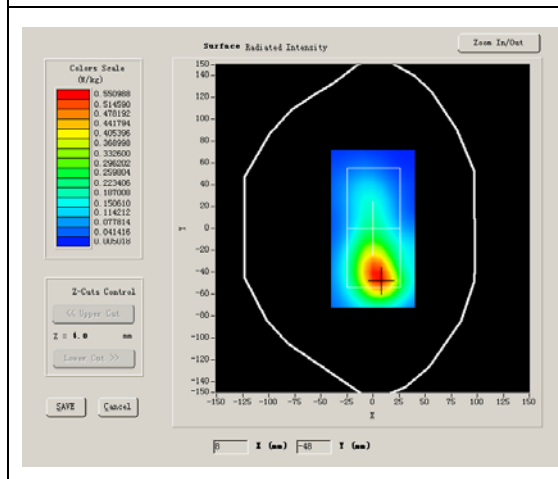 Surface Radiated Intensity
Zoom In/Out
Colors Scale
(W/kg)
0.550988
0.514590
0.478192
0.441794
0.405396
0.368998
0.332600
0.296202
0.259804
0.223406
0.187008
0.150610
0.114212
0.077814
0.041416
0.005018
150
140
120
100
80
60
40
20
0
-20
-40
-60
-80
-100
-120
-140
-150
Y
-150 -125 -100 -75 -50 -25 0 25 50 75 100 125 150
X
Z-Cuts Control
<< Upper Cut
Z = 4.0 mm
Lower Cut >>
SAVE
Cancel
8 X (mm) -48 Y (mm)